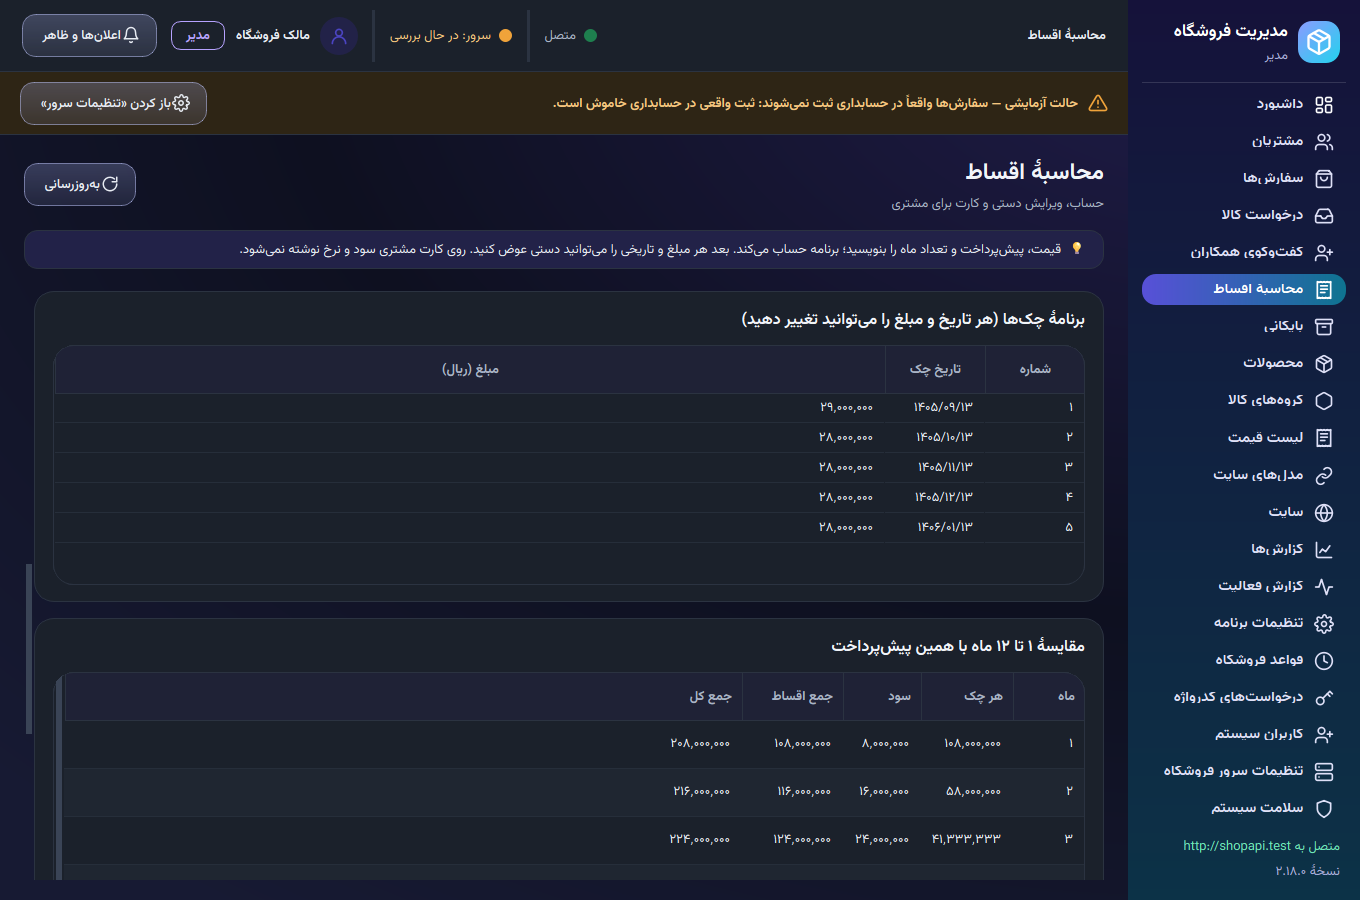 مدیریت فروشگاه
مدیر
داشبورد
مشتریان
سفارش‌ها
درخواست کالا
گفت‌وگوی همکاران
محاسبهٔ اقساط
بایگانی
محصولات
گروه‌های کالا
لیست قیمت
مدل‌های سایت
سایت
گزارش‌ها
گزارش فعالیت
تنظیمات برنامه
قواعد فروشگاه
درخواست‌های گذرواژه
کاربران سیستم
تنظیمات سرور فروشگاه
سلامت سیستم
متصل به http://shopapi.test
نسخهٔ ۲.۱۸.۰
محاسبهٔ اقساط
متصل
سرور: در حال بررسی
مالک فروشگاه
مدیر
اعلان‌ها و ظاهر
حالت آزمایشی — سفارش‌ها واقعاً در حسابداری ثبت نمی‌شوند: ثبت واقعی در حسابداری خاموش است.
باز کردن «تنظیمات سرور»
محاسبهٔ اقساط
حساب، ویرایش دستی و کارت برای مشتری
به‌روزرسانی
قیمت، پیش‌پرداخت و تعداد ماه را بنویسید؛ برنامه حساب می‌کند. بعد هر مبلغ و تاریخی را می‌توانید دستی عوض کنید. روی کارت مشتری سود و نرخ نوشته نمی‌شود.
برنامهٔ چک‌ها (هر تاریخ و مبلغ را می‌توانید تغییر دهید)
شماره تاریخ چک مبلغ (ریال)
۱ ۱۴۰۵/۰۹/۱۳ ۲۹,۰۰۰,۰۰۰
۲ ۱۴۰۵/۱۰/۱۳ ۲۸,۰۰۰,۰۰۰
۳ ۱۴۰۵/۱۱/۱۳ ۲۸,۰۰۰,۰۰۰
۴ ۱۴۰۵/۱۲/۱۳ ۲۸,۰۰۰,۰۰۰
۵ ۱۴۰۶/۰۱/۱۳ ۲۸,۰۰۰,۰۰۰
مقایسهٔ ۱ تا ۱۲ ماه با همین پیش‌پرداخت
ماه هر چک سود جمع اقساط جمع کل
۱ ۱۰۸,۰۰۰,۰۰۰ ۸,۰۰۰,۰۰۰ ۱۰۸,۰۰۰,۰۰۰ ۲۰۸,۰۰۰,۰۰۰
۲ ۵۸,۰۰۰,۰۰۰ ۱۶,۰۰۰,۰۰۰ ۱۱۶,۰۰۰,۰۰۰ ۲۱۶,۰۰۰,۰۰۰
۳ ۴۱,۳۳۳,۳۳۳ ۲۴,۰۰۰,۰۰۰ ۱۲۴,۰۰۰,۰۰۰ ۲۲۴,۰۰۰,۰۰۰